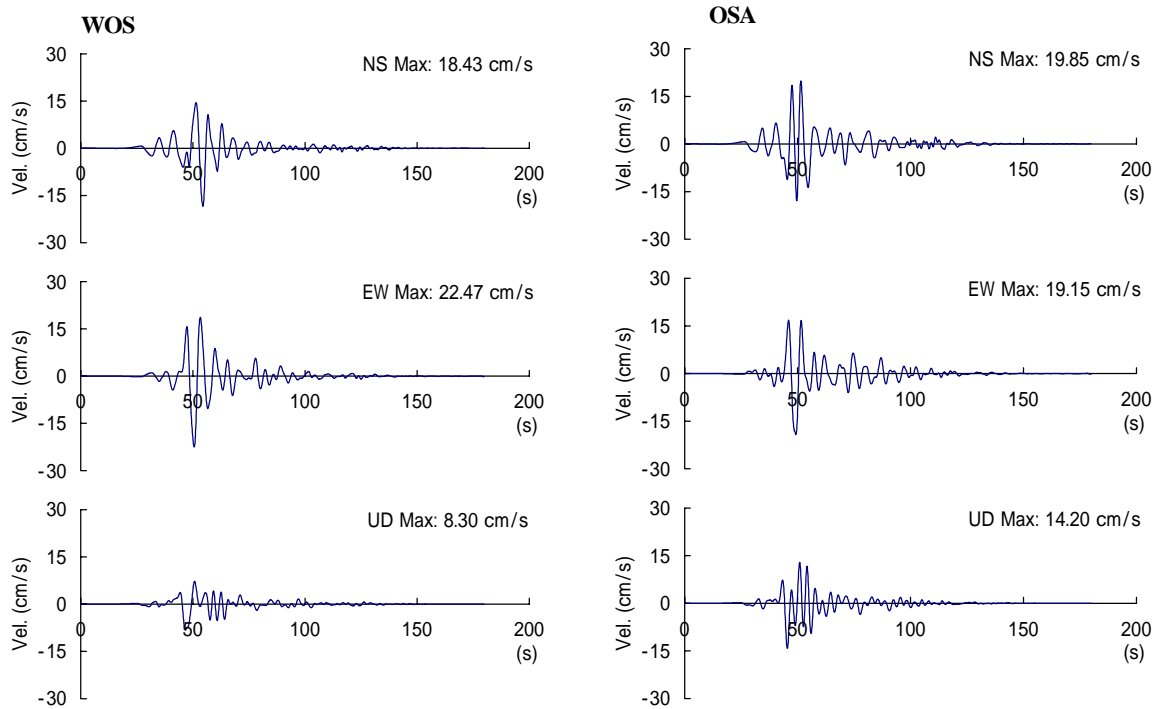 WOS
30
NS Max: 18.43 cm/s
15
0
-15
-30
Vel. (cm/s)
0 50 100 150 200
(s)
30
EW Max: 22.47 cm/s
15
0
-15
-30
Vel. (cm/s)
0 50 100 150 200
(s)
30
UD Max: 8.30 cm/s
15
0
-15
-30
Vel. (cm/s)
0 50 100 150 200
(s)
OSA
30
NS Max: 19.85 cm/s
15
0
-15
-30
Vel. (cm/s)
0 50 100 150 200
(s)
30
EW Max: 19.15 cm/s
15
0
-15
-30
Vel. (cm/s)
0 50 100 150 200
(s)
30
UD Max: 14.20 cm/s
15
0
-15
-30
Vel. (cm/s)
0 50 100 150 200
(s)